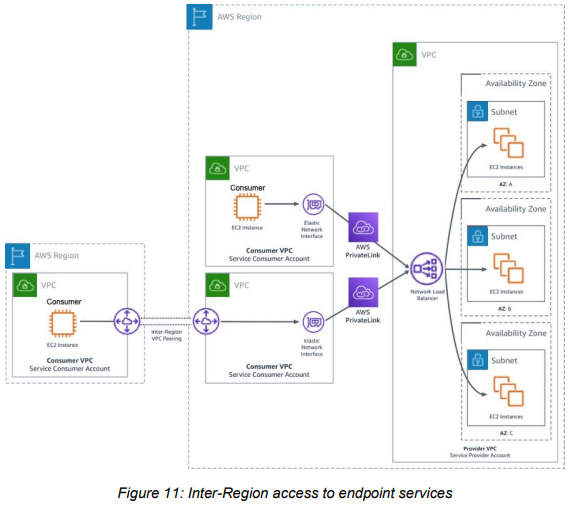 AWS Region
VPC
Availability Zone
Subnet
EC2 Instances
AZ: A
VPC
Consumer
EC2 Instance
Elastic
Network
Interface
Consumer VPC
Service Consumer Account
AWS
PrivateLink
Availability Zone
Subnet
EC2 Instances
AZ: B
Network Load
Balancer
AWS Region
VPC
Consumer
EC2 Instance
Consumer VPC
Service Consumer Account
Inter-Region
VPC Peering
VPC
Elastic
Network
Interface
Consumer VPC
Service Consumer Account
AWS
PrivateLink
Availability Zone
Subnet
EC2 Instances
AZ: C
Provider VPC
Service Provider Account
Figure 11: Inter-Region access to endpoint services